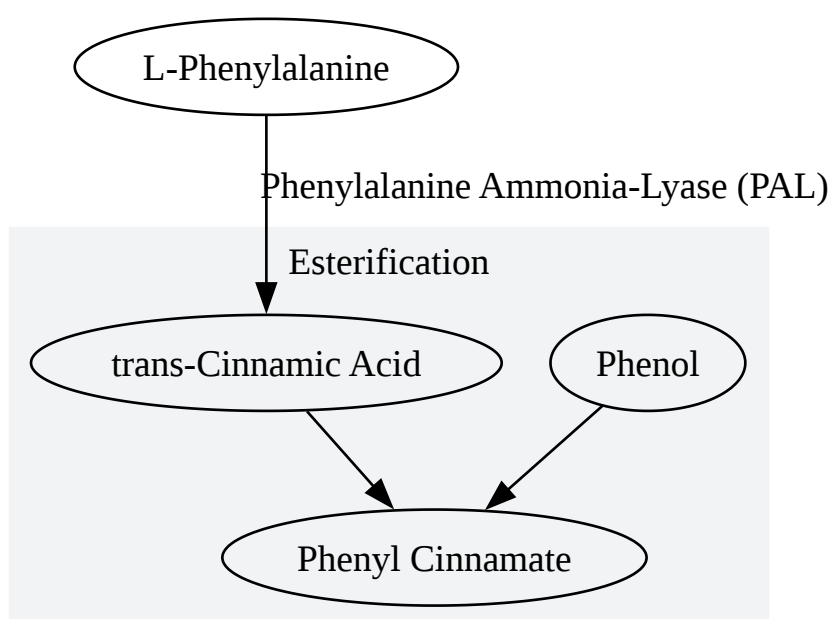 L-Phenylalanine
Phenylalanine Ammonia-Lyase (PAL)
Esterification
trans-Cinnamic Acid
Phenol
Phenyl Cinnamate